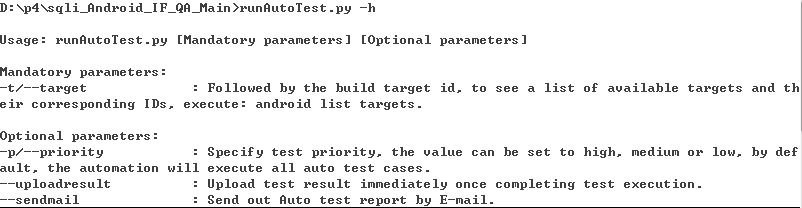 D:\p4\sqli_Android_IF_QA_Main>runAutoTest.py -h
Usage: runAutoTest.py [Mandatory parameters] [Optional parameters]
Mandatory parameters:
-t/--target : Followed by the build target id, to see a list of available targets and th
eir corresponding IDs, execute: android list targets.
Optional parameters:
-p/--priority : Specify test priority, the value can be set to high, medium or low, by def
ault, the automation will execute all auto test cases.
--uploadresult : Upload test result immediately once completing test execution.
--sendmail : Send out Auto test report by E-mail.